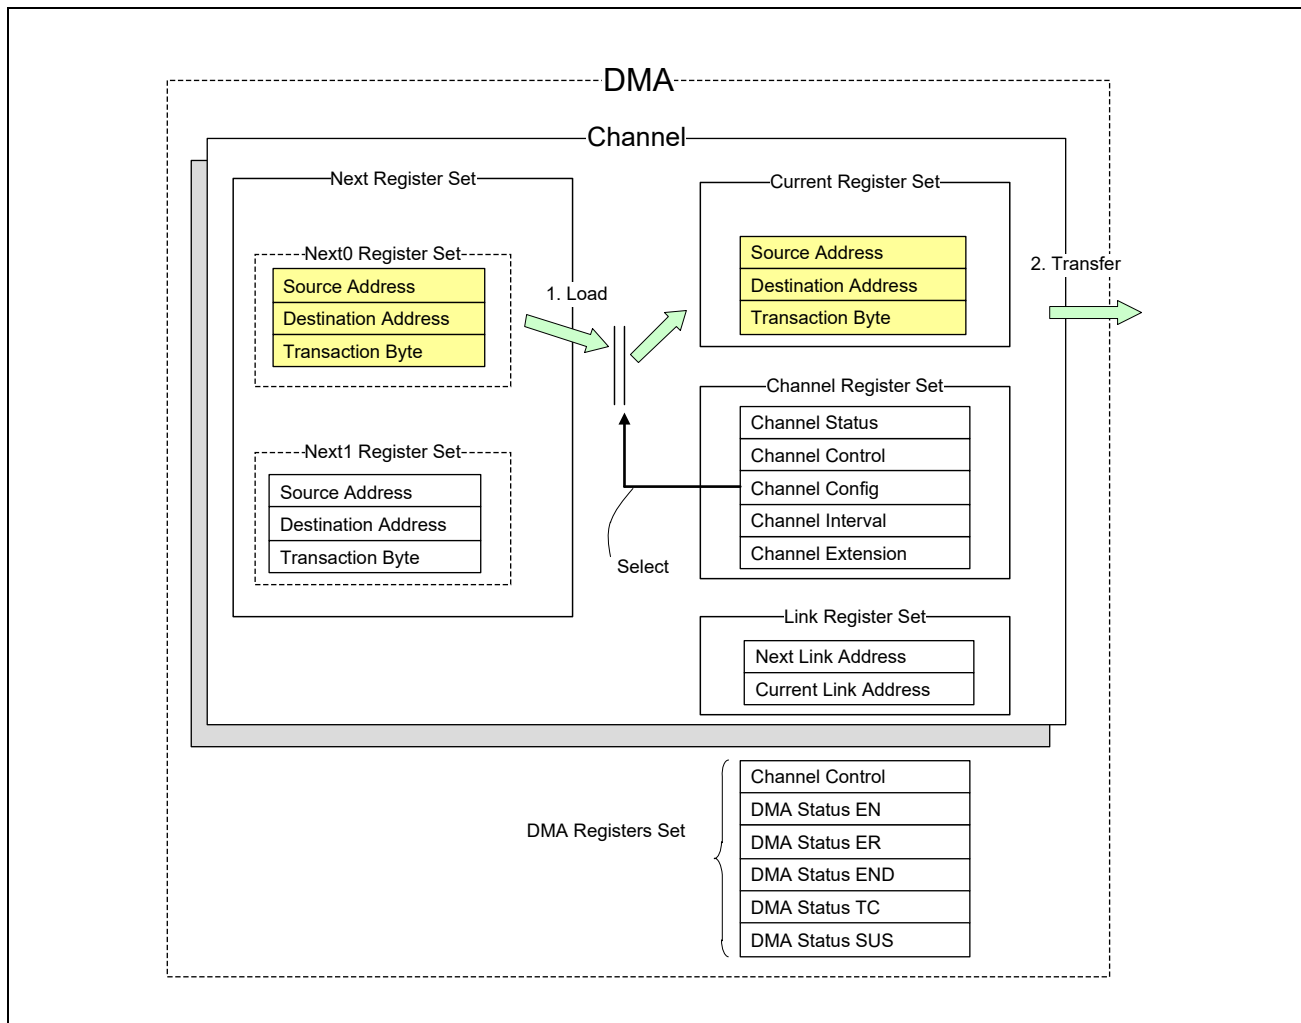 DMA
Channel
Next Register Set
Next0 Register Set
Source Address
Destination Address
Transaction Byte
Next1 Register Set
Source Address
Destination Address
Transaction Byte
1. Load
Select
Current Register Set
Source Address
Destination Address
Transaction Byte
2. Transfer
Channel Register Set
Channel Status
Channel Control
Channel Config
Channel Interval
Channel Extension
Link Register Set
Next Link Address
Current Link Address
DMA Registers Set
Channel Control
DMA Status EN
DMA Status ER
DMA Status END
DMA Status TC
DMA Status SUS